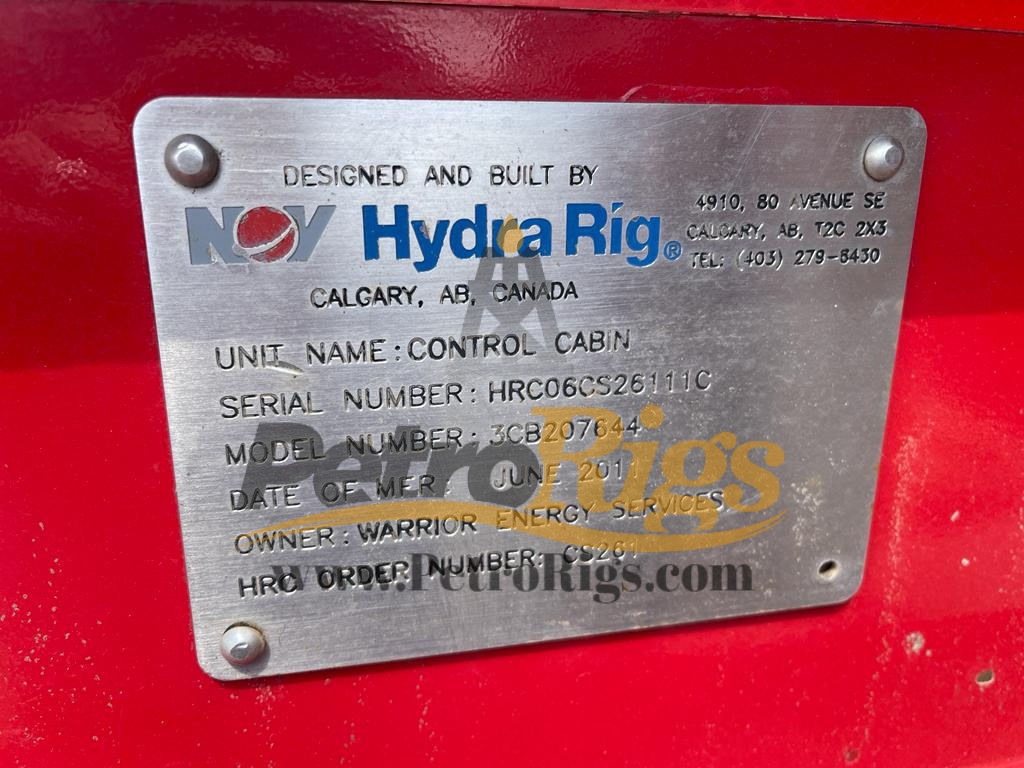 DESIGNED AND BUILT BY
NOV Hydra Rig®
4910, 80 AVENUE SE
CALGARY, AB, T2C 2X3
TEL: (403) 279-6430
CALGARY, AB, CANADA
UNIT NAME: CONTROL CABIN
SERIAL NUMBER: HRC06CS26111C
MODEL NUMBER: 3CB207644
DATE OF MFR JUNE 2011
OWNER: WARRIOR ENERGY SERVICES
HRC ORDER NUMBER: CS261
PetroRigs
www.PetroRigs.com